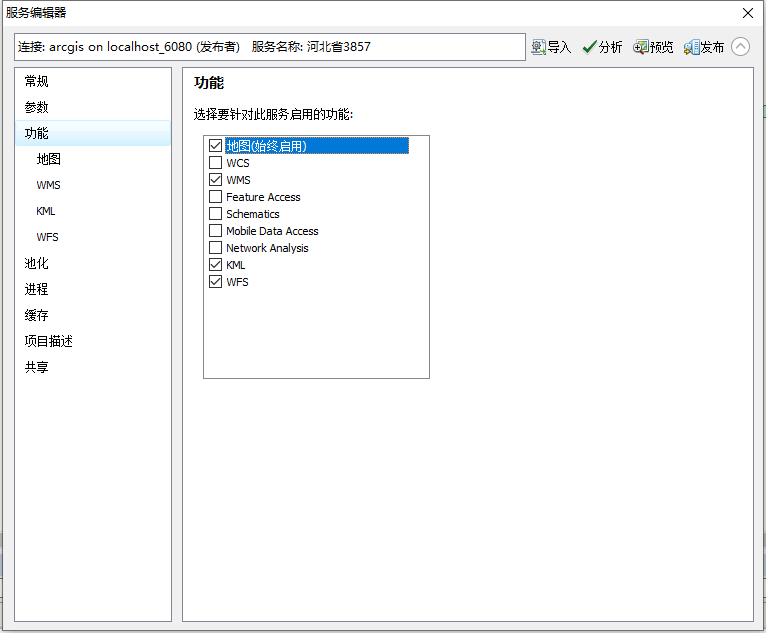 服务编辑器
连接: arcgis on localhost_6080 (发布者) 服务名称: 河北省3857
导入 分析 预览 发布
常规
参数
功能
地图
WMS
KML
WFS
池化
进程
缓存
项目描述
共享
功能
选择要针对此服务启用的功能:
地图(始终启用)
WCS
WMS
Feature Access
Schematics
Mobile Data Access
Network Analysis
KML
WFS